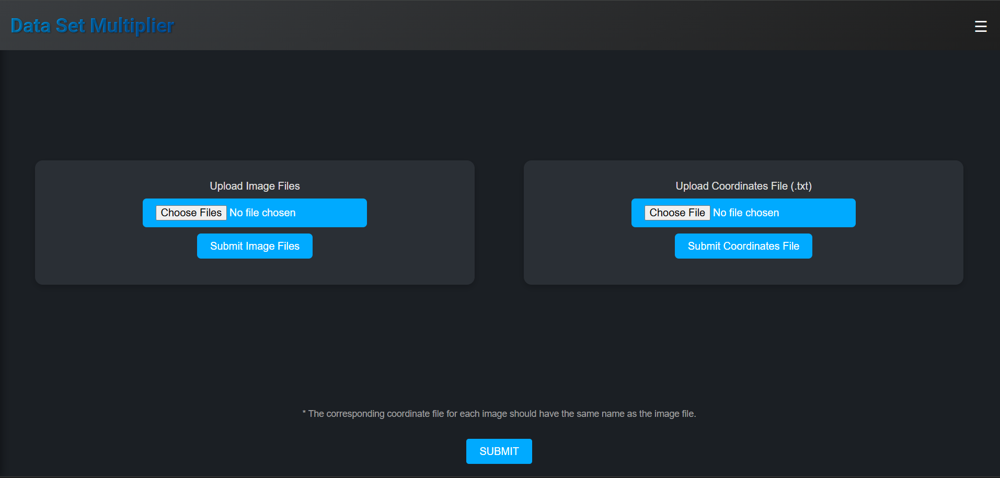 Data Set Multiplier
Upload Image Files
Choose Files No file chosen
Submit Image Files
Upload Coordinates File (.txt)
Choose File No file chosen
Submit Coordinates File
* The corresponding coordinate file for each image should have the same name as the image file.
SUBMIT